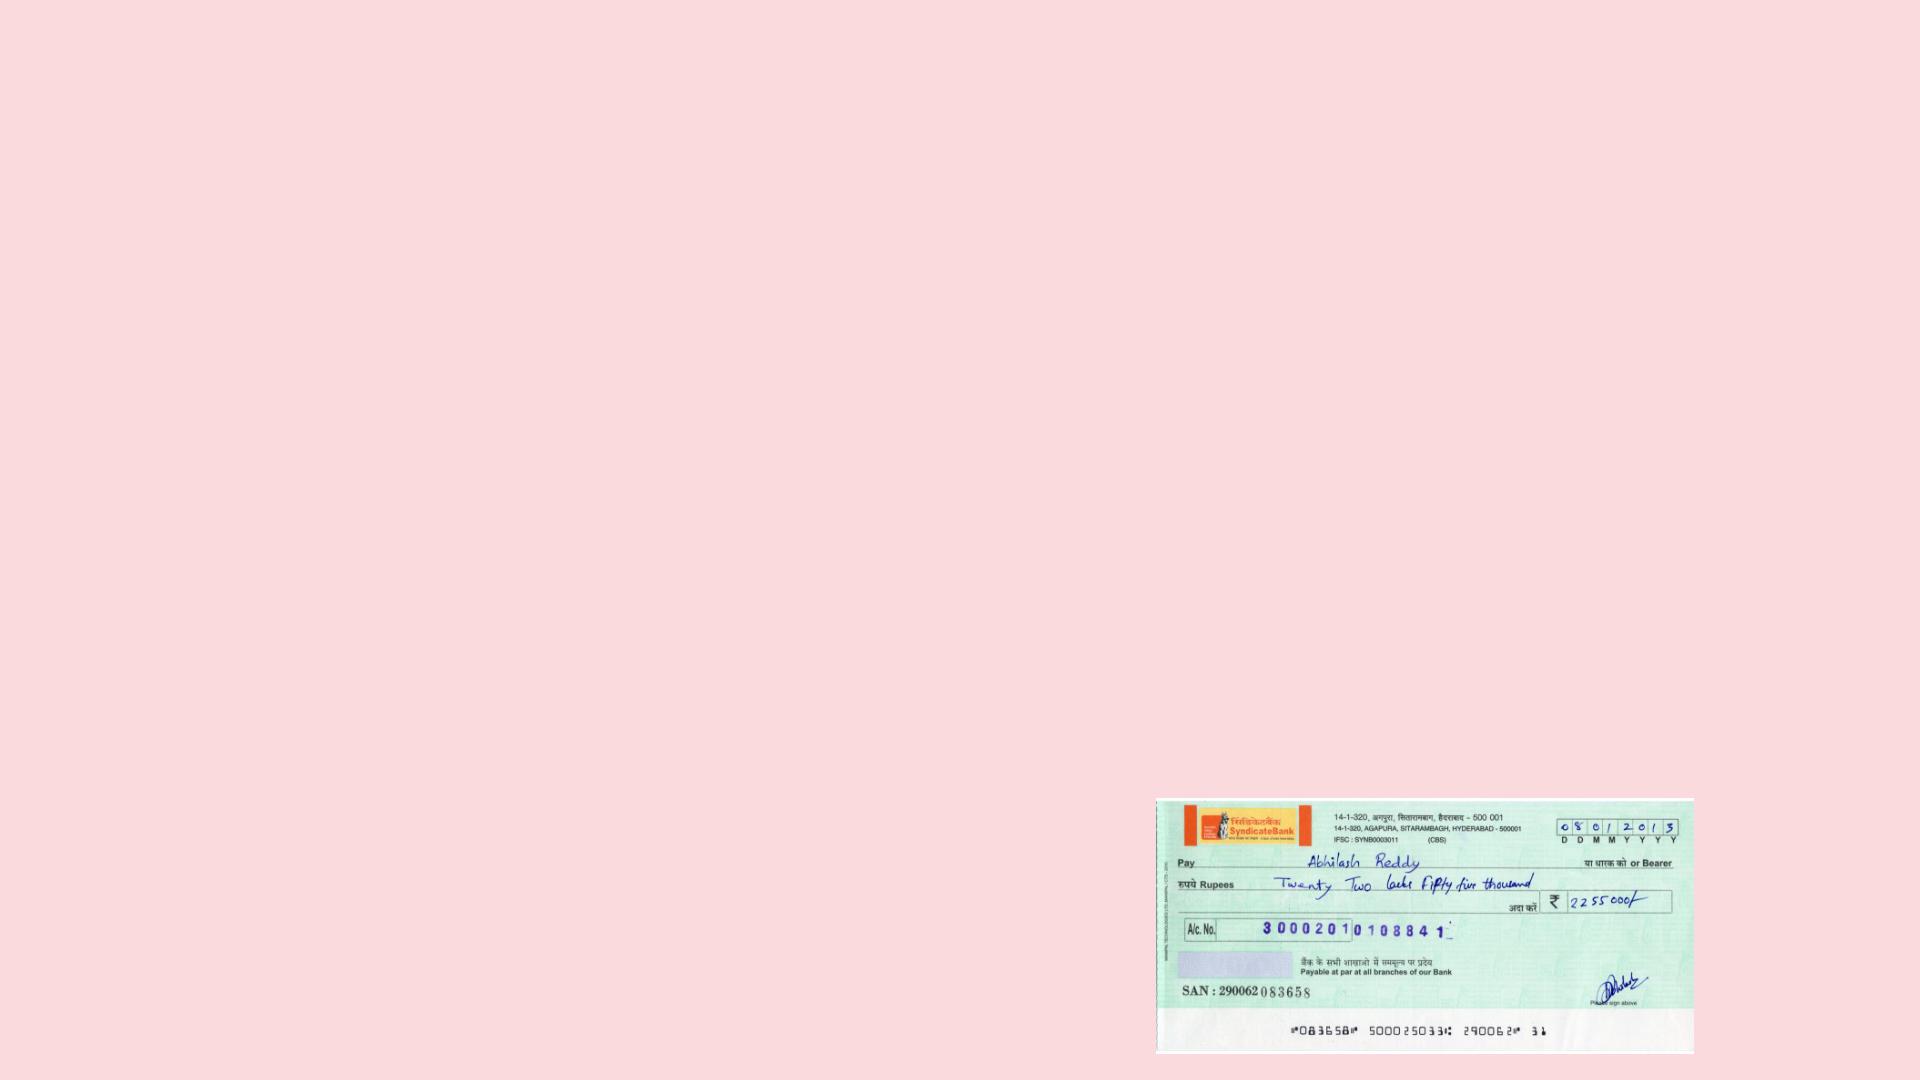 सिंडिकेटबैंक
SyndicateBank
14-1-320, अगपुरा, सितारामबाग, हैदराबाद - 500 001
14-1-320, AGAPURA, SITARAMBAGH, HYDERABAD - 500001
IFSC : SYNB0003011 (CBS)
0 8 0 1 2 0 1 3
D D M M Y Y Y Y
Pay Abhilash Reddy या धारक को or Bearer
रुपये Rupees Twenty Two lacks Fifty five thousand
अदा करें ₹ 2255000/-
A/c. No. 30002010108841
बैंक के सभी शाखाओ में सममूल्य पर प्रदेय
Payable at par at all branches of our Bank
SAN : 290062083658
Please sign above
⑈083658⑈ 500025033⑆ 290062⑈ 31